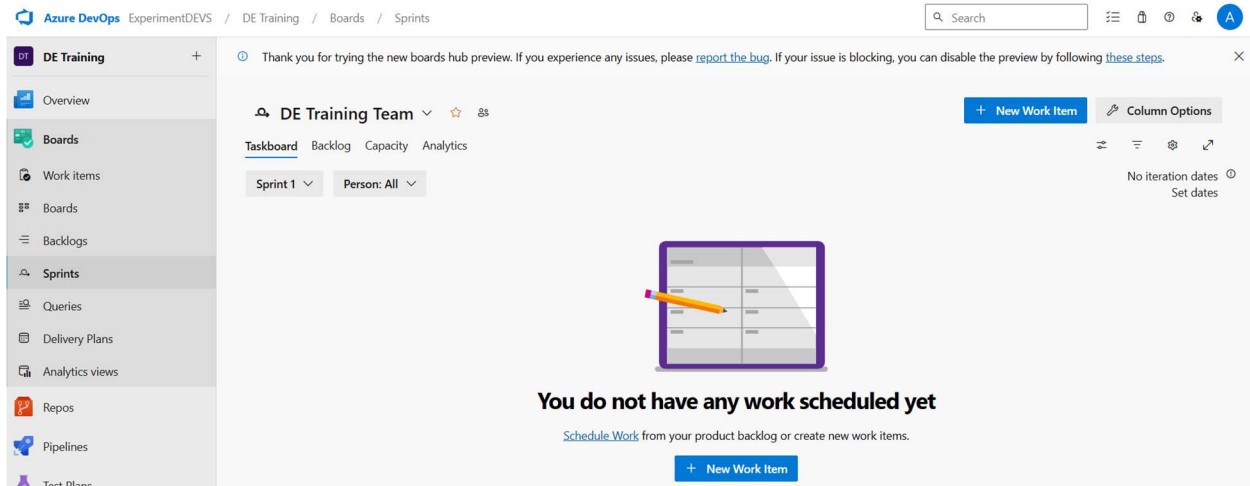 Azure DevOps ExperimentDEVS / DE Training / Boards / Sprints
Search
A
DT DE Training +
Thank you for trying the new boards hub preview. If you experience any issues, please report the bug. If your issue is blocking, you can disable the preview by following these steps.
Overview
Boards
Work items
Boards
Backlogs
Sprints
Queries
Delivery Plans
Analytics views
Repos
Pipelines
Test Plans
DE Training Team
+ New Work Item
Column Options
Taskboard Backlog Capacity Analytics
Sprint 1
Person: All
No iteration dates
Set dates
You do not have any work scheduled yet
Schedule Work from your product backlog or create new work items.
+ New Work Item